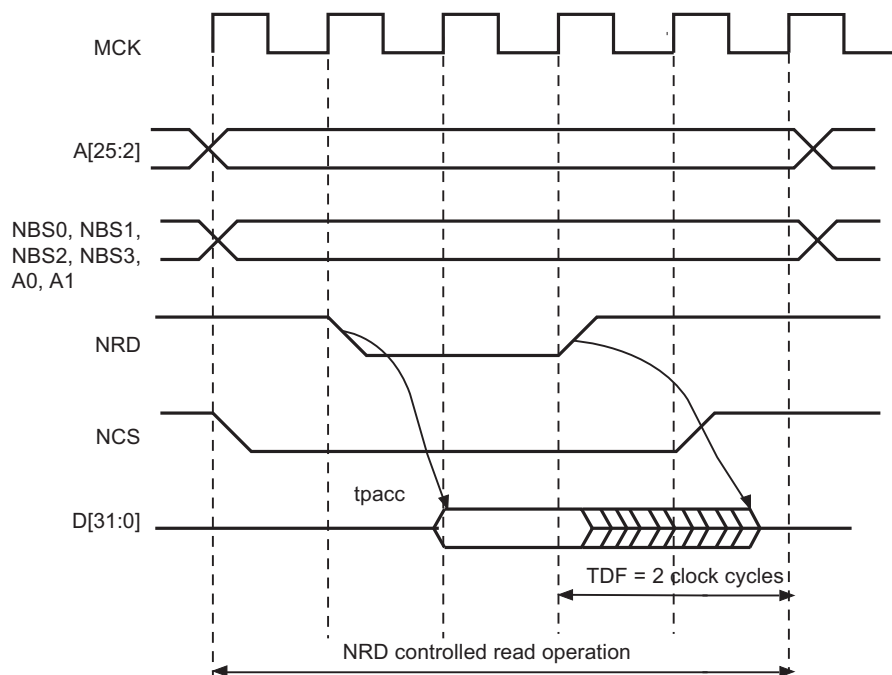 MCK
A[25:2]
NBS0, NBS1,
NBS2, NBS3,
A0, A1
NRD
NCS
tpacc
D[31:0]
TDF = 2 clock cycles
NRD controlled read operation